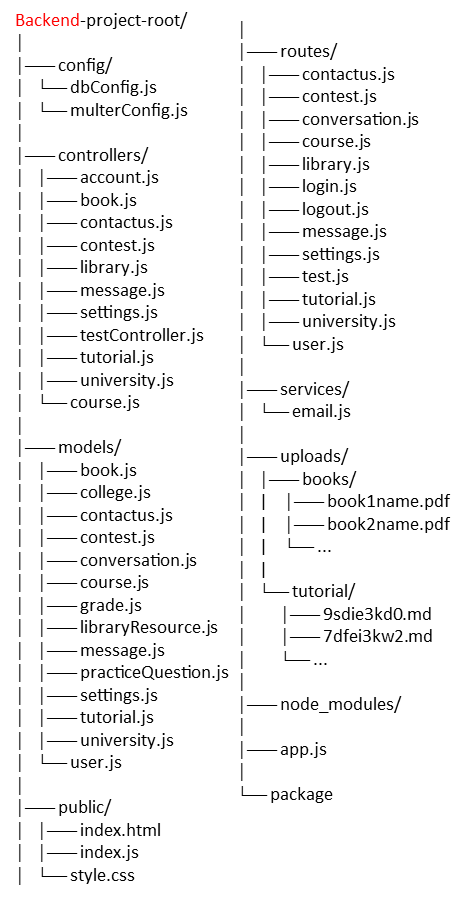 Backend-project-root/
config/
dbConfig.js
multerConfig.js
controllers/
account.js
book.js
contactus.js
contest.js
library.js
message.js
settings.js
testController.js
tutorial.js
university.js
course.js
models/
book.js
college.js
contactus.js
contest.js
conversation.js
course.js
grade.js
libraryResource.js
message.js
practiceQuestion.js
settings.js
tutorial.js
university.js
user.js
public/
index.html
index.js
style.css
routes/
contactus.js
contest.js
conversation.js
course.js
library.js
login.js
logout.js
message.js
settings.js
test.js
tutorial.js
university.js
user.js
services/
email.js
uploads/
books/
book1name.pdf
book2name.pdf
...
tutorial/
9sdie3kd0.md
7dfei3kw2.md
...
node_modules/
app.js
package